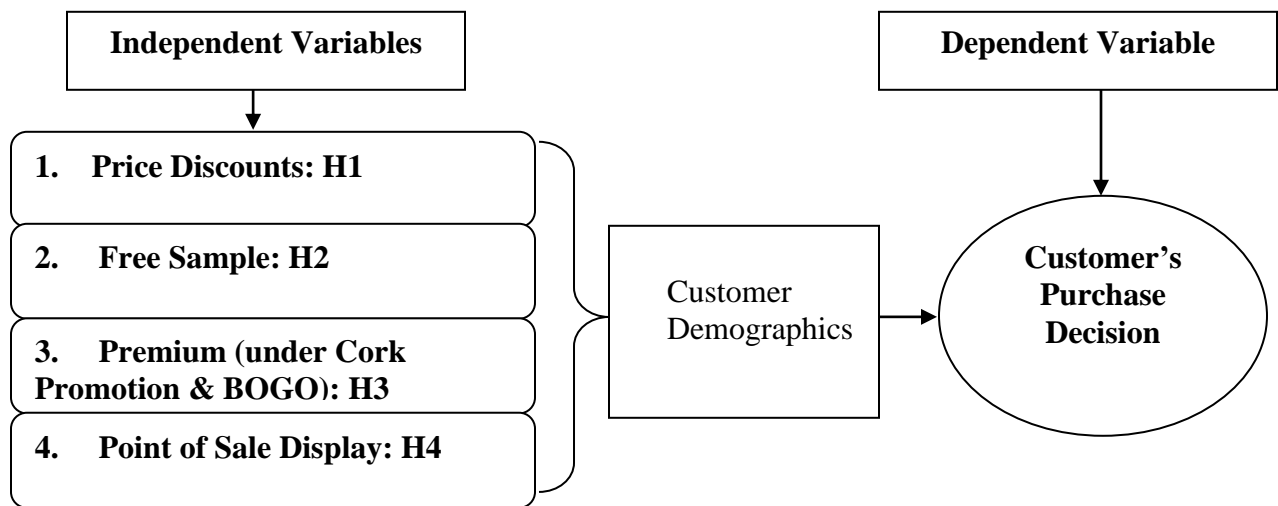 Independent Variables
Dependent Variable
1. Price Discounts: H1
2. Free Sample: H2
3. Premium (under Cork
Promotion & BOGO): H3
4. Point of Sale Display: H4
Customer
Demographics
Customer’s
Purchase
Decision